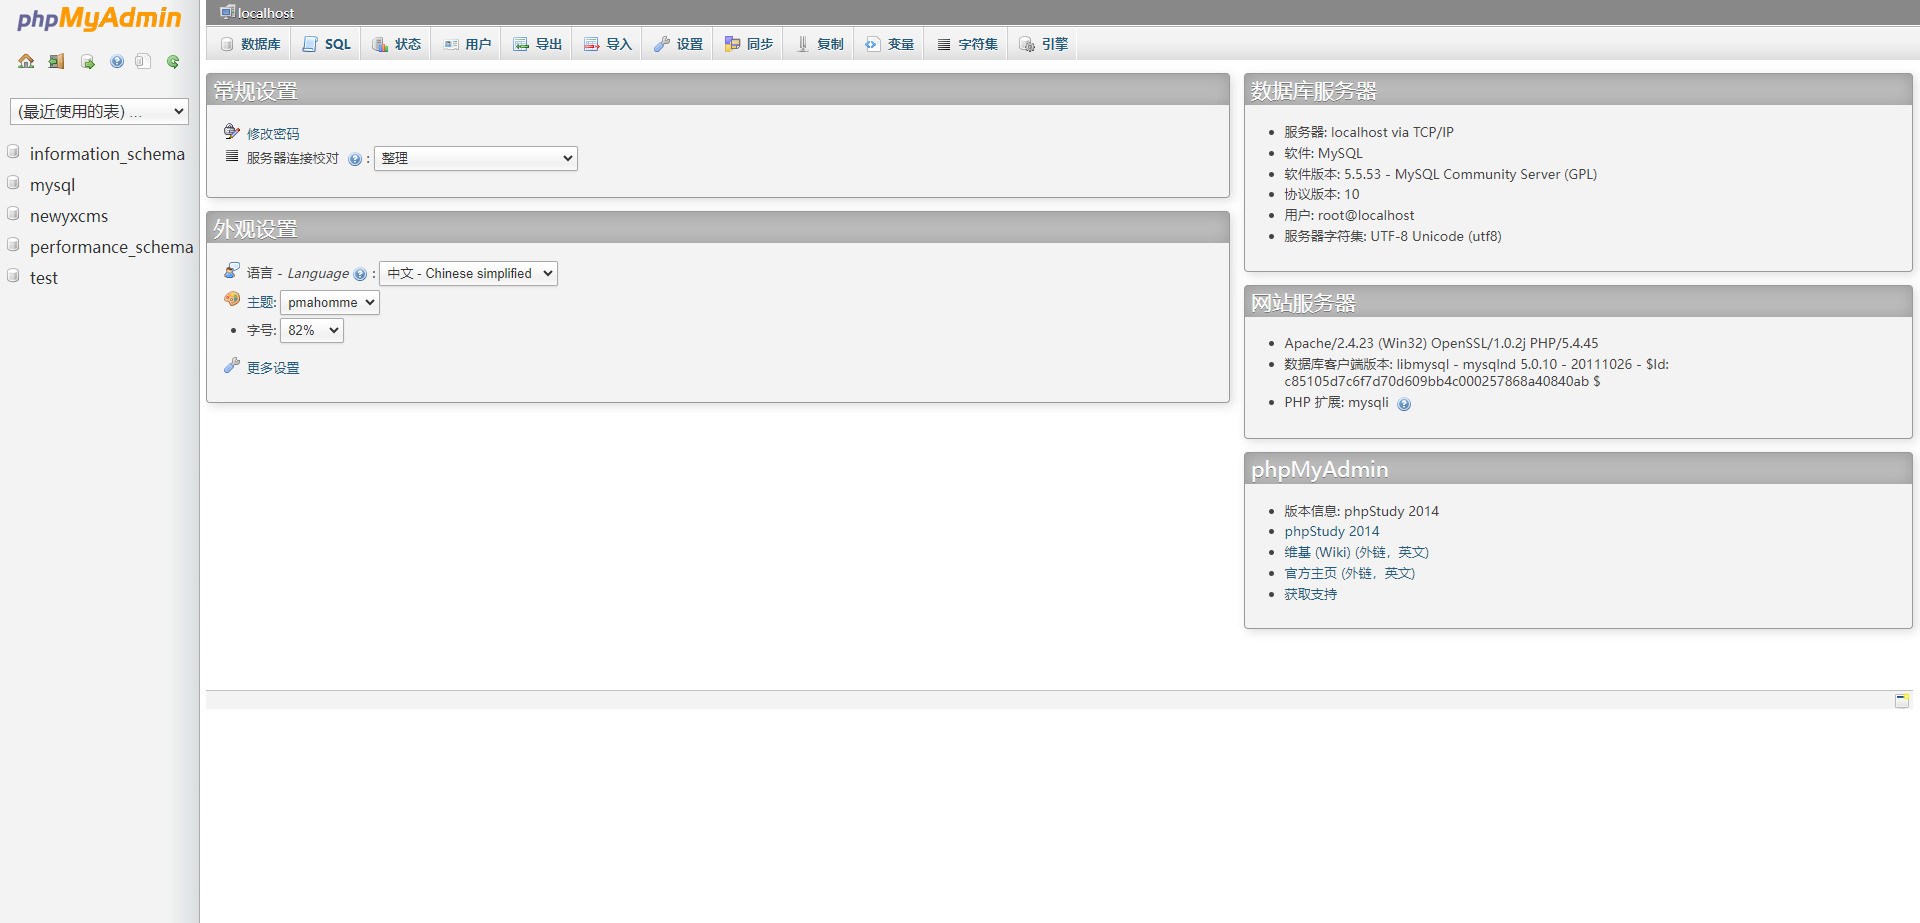 phpMyAdmin
(最近使用的表) ...
information_schema
mysql
newyxcms
performance_schema
test
localhost
数据库 SQL 状态 用户 导出 导入 设置 同步 复制 变量 字符集 引擎
常规设置
修改密码
服务器连接校对 : 整理
外观设置
语言 - Language : 中文 - Chinese simplified
主题: pmahomme
字号: 82%
更多设置
数据库服务器
服务器: localhost via TCP/IP
软件: MySQL
软件版本: 5.5.53 - MySQL Community Server (GPL)
协议版本: 10
用户: root@localhost
服务器字符集: UTF-8 Unicode (utf8)
网站服务器
Apache/2.4.23 (Win32) OpenSSL/1.0.2j PHP/5.4.45
数据库客户端版本: libmysql - mysqlnd 5.0.10 - 20111026 - $Id:
c85105d7c6f7d70d609bb4c000257868a40840ab $
PHP 扩展: mysqli
phpMyAdmin
版本信息: phpStudy 2014
phpStudy 2014
维基 (Wiki) (外链，英文)
官方主页 (外链，英文)
获取支持